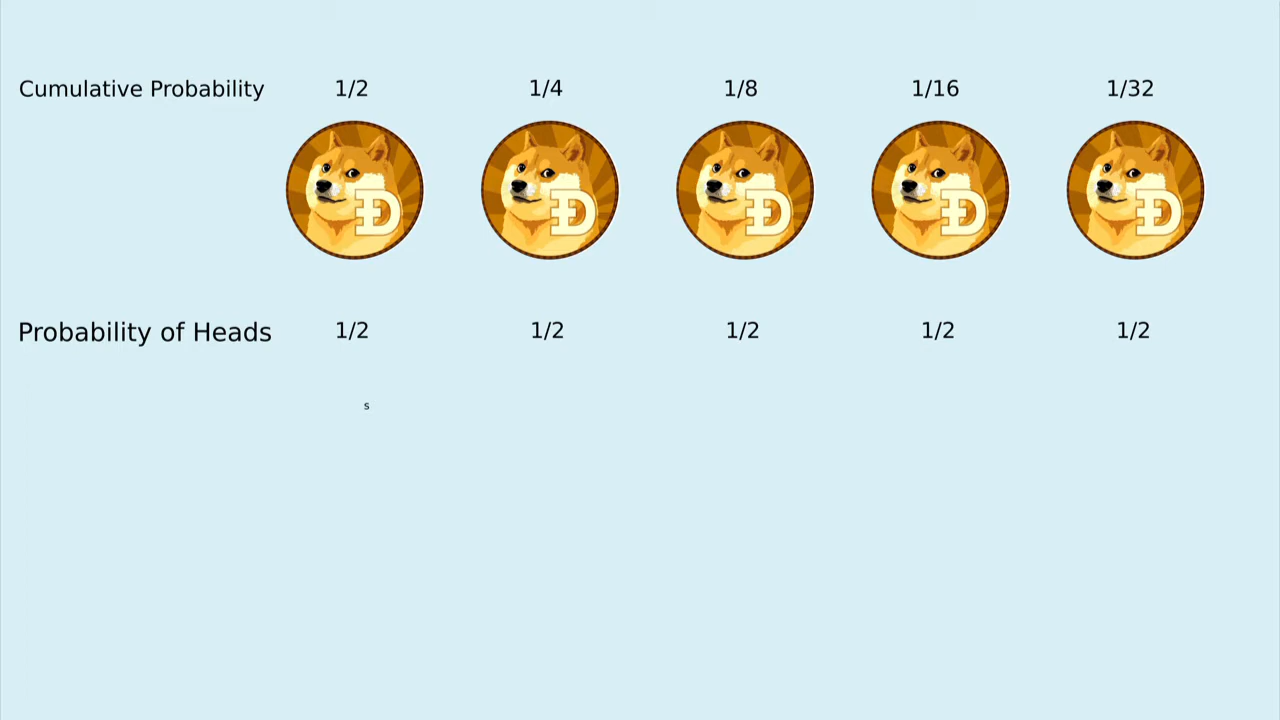 Cumulative Probability 1/2 1/4 1/8 1/16 1/32
Ð Ð Ð Ð Ð
Probability of Heads 1/2 1/2 1/2 1/2 1/2
s